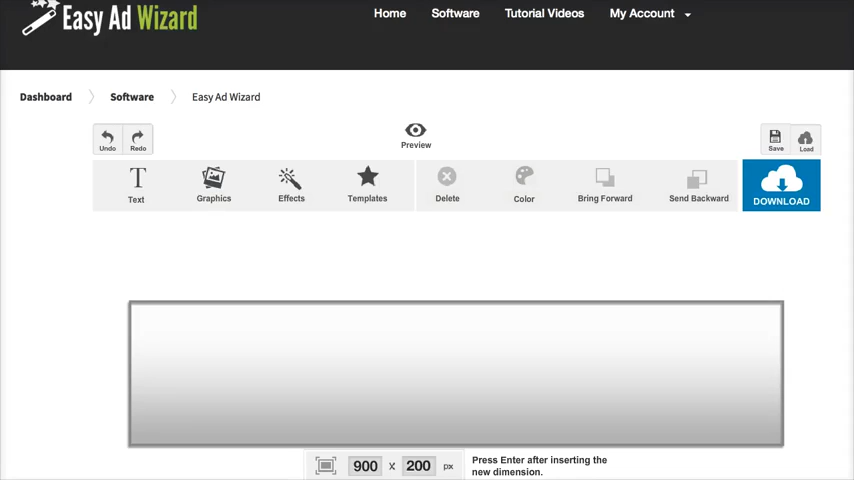 Easy Ad Wizard
Home Software Tutorial Videos My Account
Dashboard Software Easy Ad Wizard
Undo Redo Preview Save Load
Text Graphics Effects Templates Delete Color Bring Forward Send Backward DOWNLOAD
900 x 200 px
Press Enter after inserting the
new dimension.